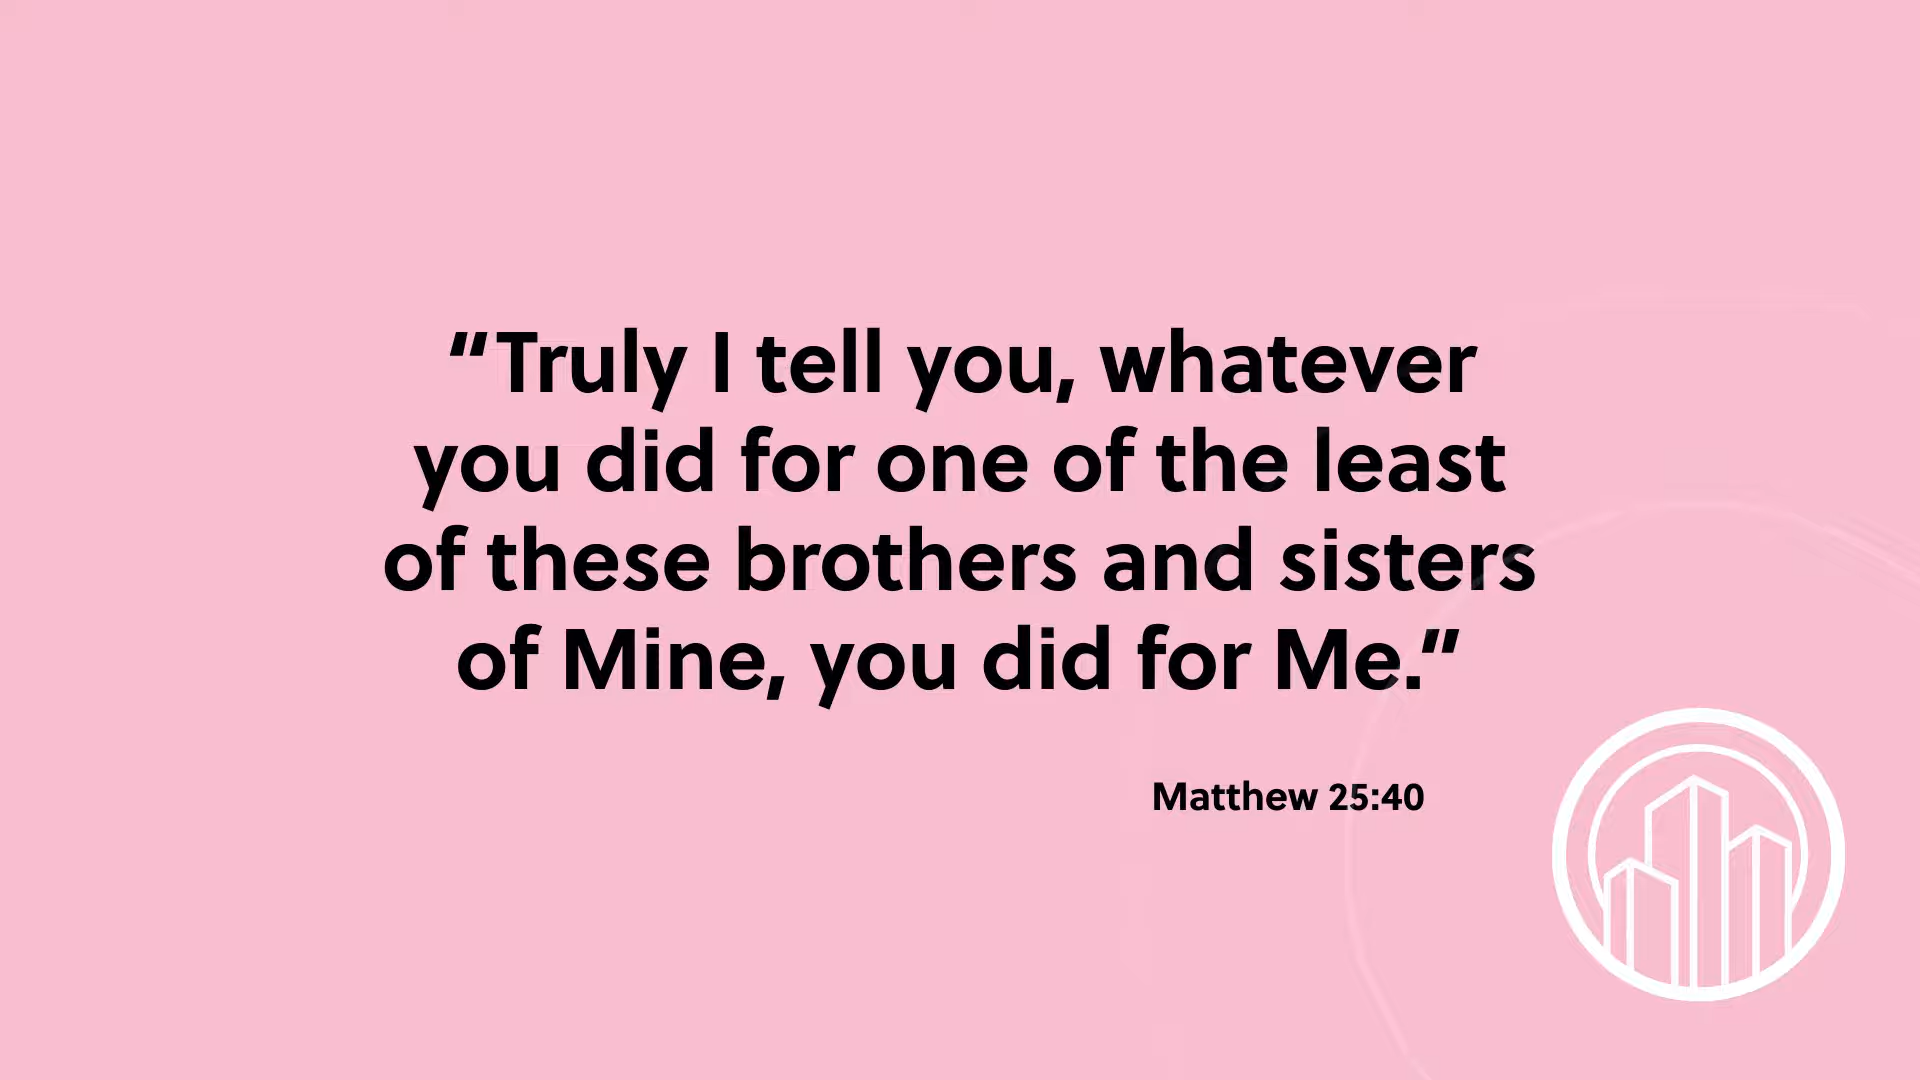 “Truly I tell you, whatever
you did for one of the least
of these brothers and sisters
of Mine, you did for Me.“
Matthew 25:40